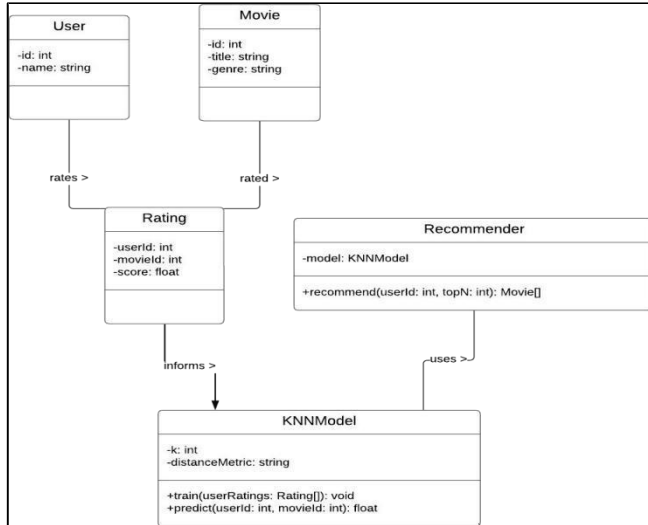 User
-id: int
-name: string
Movie
-id: int
-title: string
-genre: string
rates >
rated >
Rating
-userId: int
-movieId: int
-score: float
Recommender
-model: KNNModel
+recommend(userId: int, topN: int): Movie[]
informs >
uses >
KNNModel
-k: int
-distanceMetric: string
+train(userRatings: Rating[]): void
+predict(userId: int, movieId: int): float